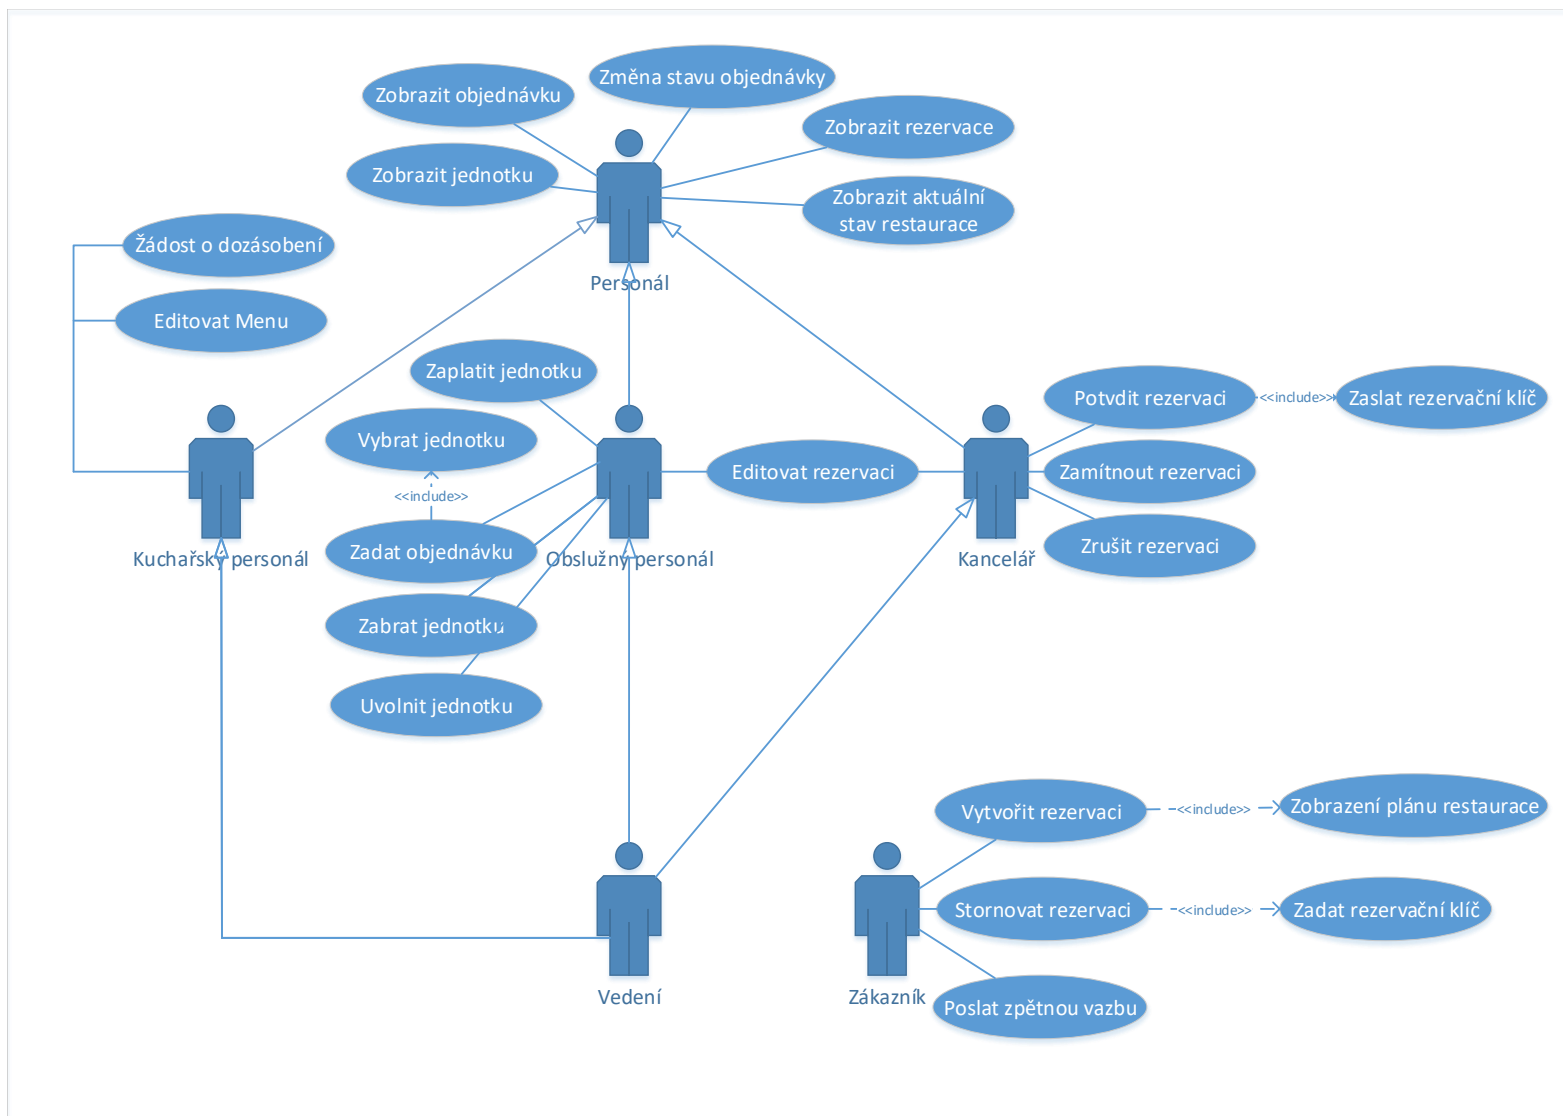 Změna stavu objednávky
Zobrazit objednávku
Zobrazit rezervace
Zobrazit jednotku
Zobrazit aktuální
stav restaurace
Žádost o dozásobení
Personál
Editovat Menu
Zaplatit jednotku
Potvdit rezervaci
<<include>>
Zaslat rezervační klíč
Vybrat jednotku
Editovat rezervaci
Zamítnout rezervaci
<<include>>
Zadat objednávku
Zrušit rezervaci
Kuchařský personál
Obslužný personál
Kancelář
Zabrat jednotku
Uvolnit jednotku
Vytvořit rezervaci
<<include>>
Zobrazení plánu restaurace
Stornovat rezervaci
<<include>>
Zadat rezervační klíč
Vedení
Zákazník
Poslat zpětnou vazbu